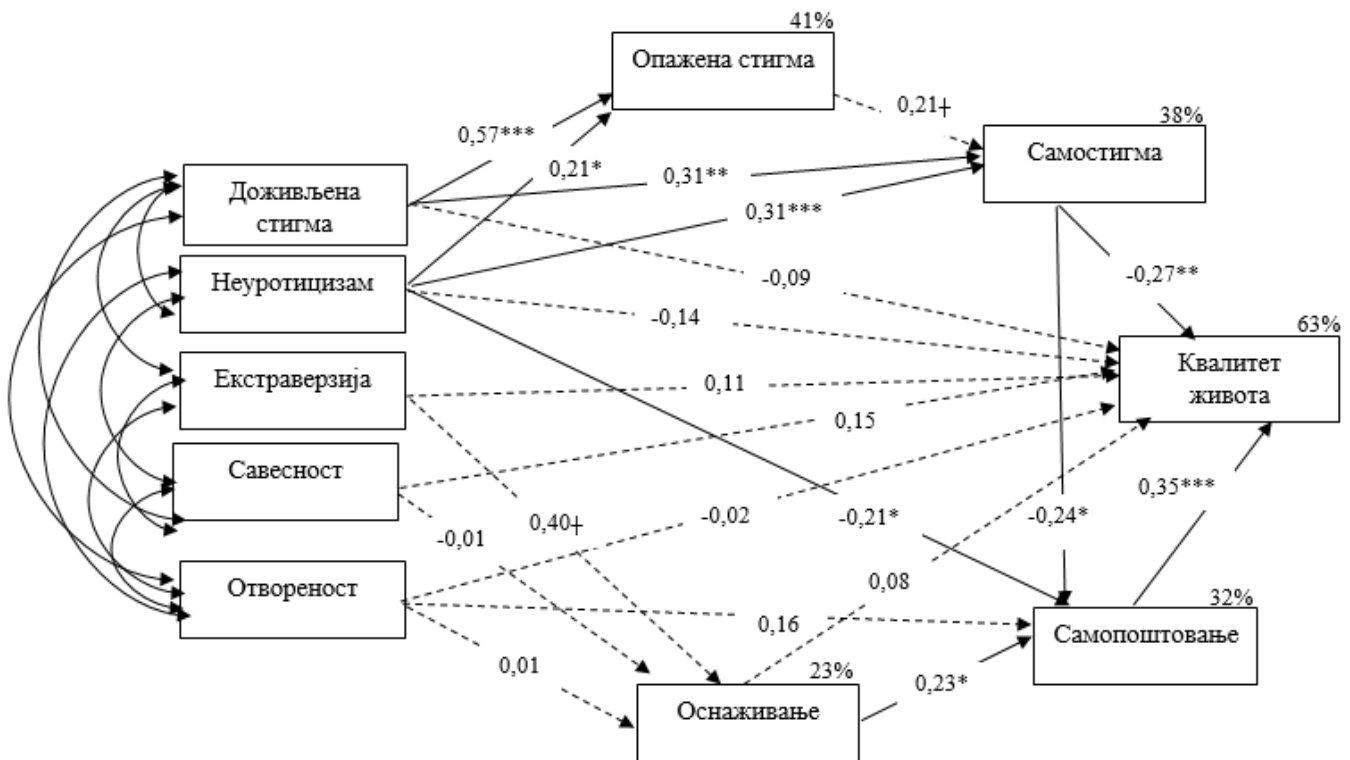 41%
Опажена стигма
0,21†
38%
Самостигма
0,57***
0,21*
0,31**
0,31***
Доживљена
стигма
-0,09
-0,27**
Неуротицизам
-0,14
63%
Квалитет
живота
Екстраверзија
0,11
0,15
Савесност
0,35***
-0,01
0,40†
-0,02
-0,21*
-0,24*
Отвореност
0,08
0,16
32%
Самопоштовање
0,01
23%
0,23*
Оснаживање